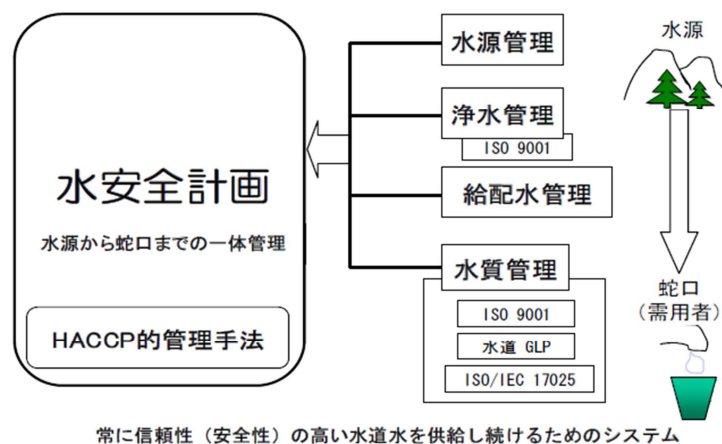 水安全計画
水源から蛇口までの一体管理
HACCP的管理手法
水源管理
浄水管理
ISO 9001
給配水管理
水質管理
ISO 9001
水道 GLP
ISO/IEC 17025
水源
蛇口
（需用者）
常に信頼性（安全性）の高い水道水を供給し続けるためのシステム